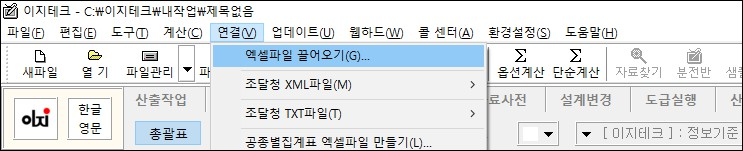 이지테크 - C:￦이지테크￦내작업￦제목없음
파일(F) 편집(E) 도구(T) 계산(C) 연결(V) 업데이트(U) 웹하드(W) 콜 센터(A) 환경설정(S) 도움말(H)
엑셀파일 끌어오기(G)...
새파일 열 기 파일관리 옵션계산 단순계산 자료찾기 분전반
조달청 XML파일(M)
이지 한글 산출작업 설계변경 도급실행
영문 조달청 TXT파일(T)
총괄표 [ 이지테크 ] : 정보기준
공종별집계표 엑셀파일 만들기(L)...